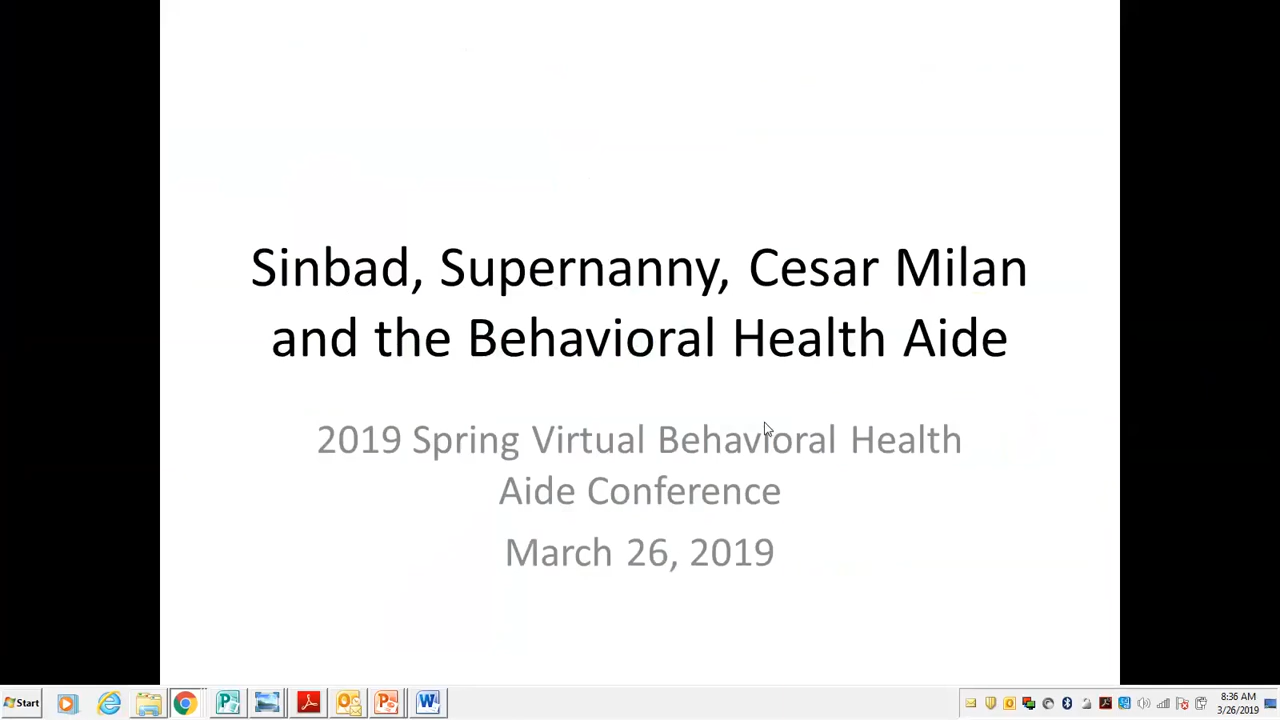 Sinbad, Supernanny, Cesar Milan
and the Behavioral Health Aide
2019 Spring Virtual Behavioral Health
Aide Conference
March 26, 2019
Start
8:36 AM
3/26/2019